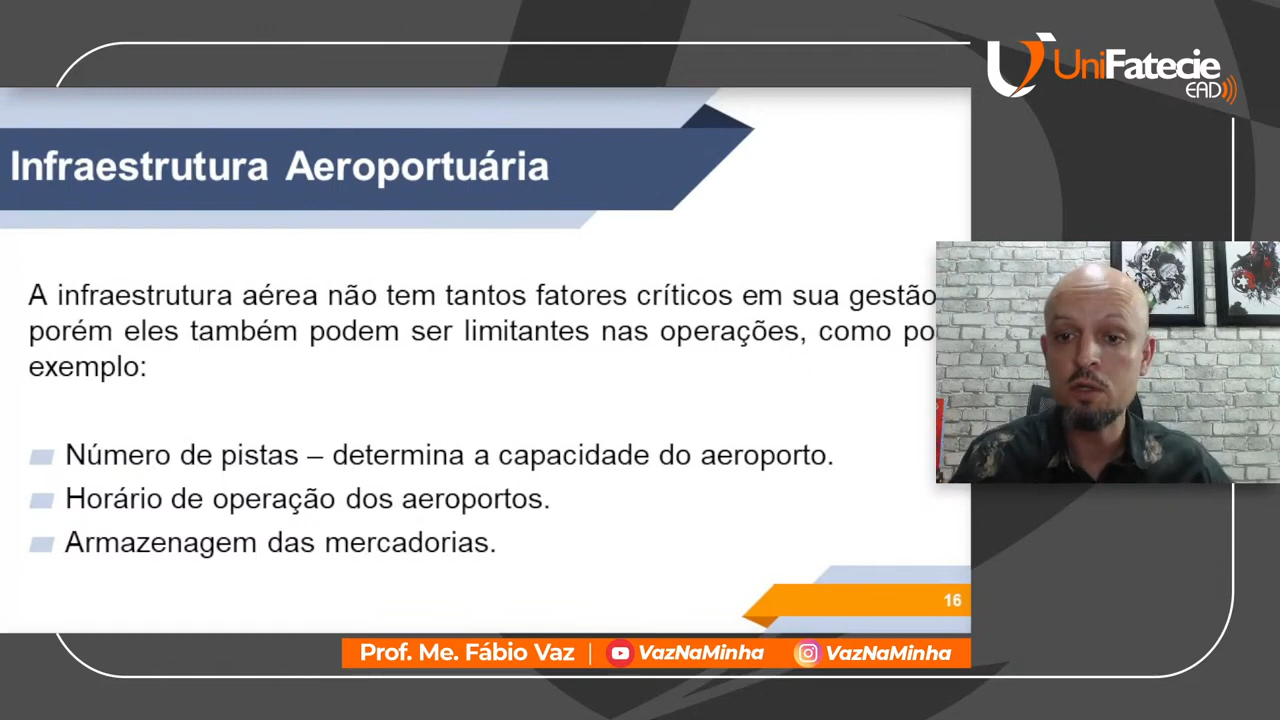 UniFatecie
EAD
Infraestrutura Aeroportuária
A infraestrutura aérea não tem tantos fatores críticos em sua gestão
porém eles também podem ser limitantes nas operações, como po
exemplo:
Número de pistas – determina a capacidade do aeroporto.
Horário de operação dos aeroportos.
Armazenagem das mercadorias.
16
Prof. Me. Fábio Vaz | VazNaMinha VazNaMinha